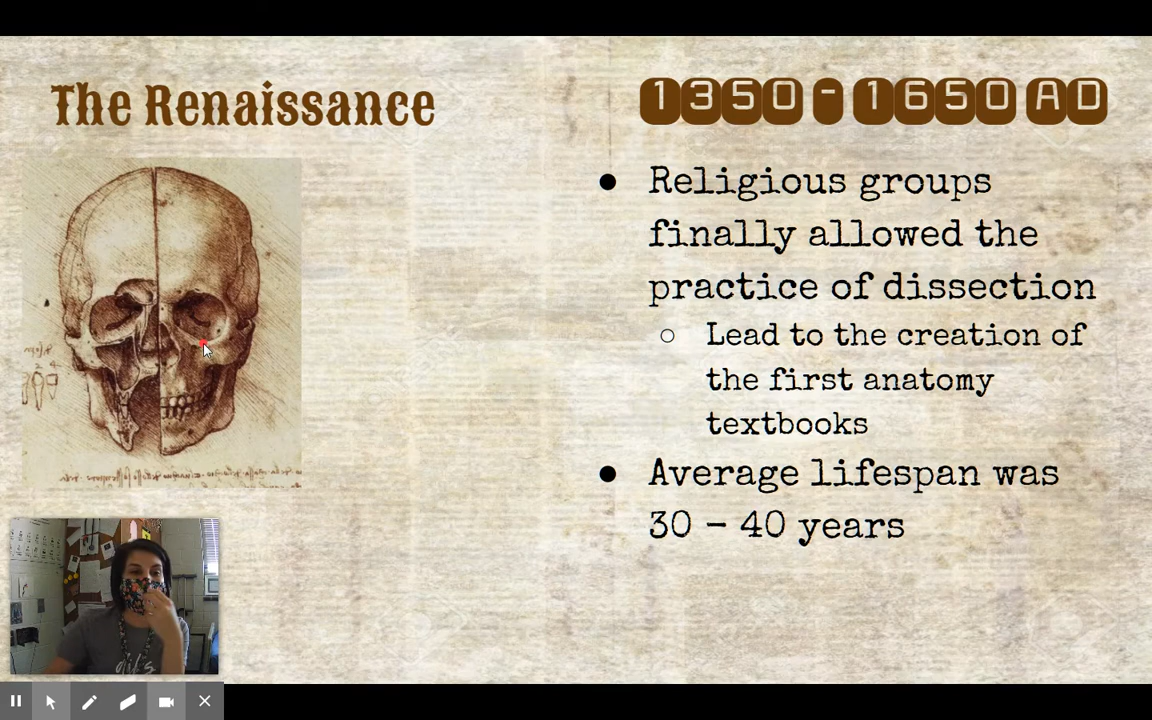 The Renaissance
1350 - 1650 AD
● Religious groups
finally allowed the
practice of dissection
○ Lead to the creation of
the first anatomy
textbooks
● Average lifespan was
30 - 40 years